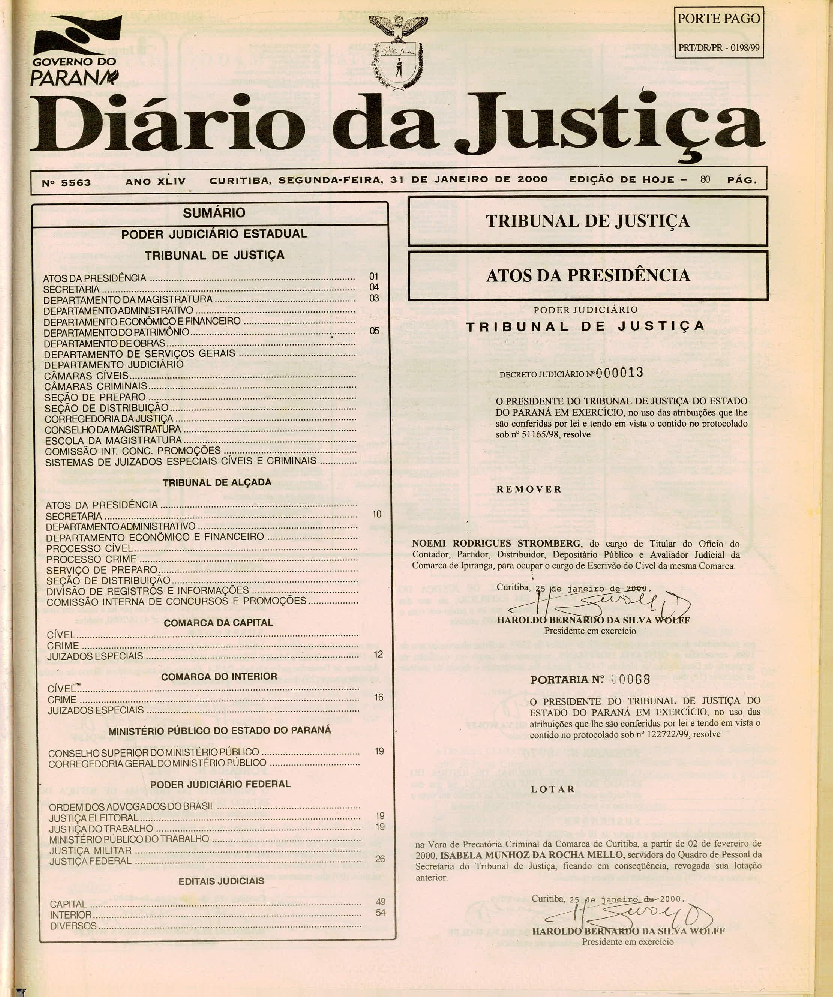 GOVERNO DO
PARANÁ
PORTE PAGO
PRT/DR/PR - 0198/99
Diário da Justiça
Nº 5563 ANO XLIV CURITIBA, SEGUNDA-FEIRA, 31 DE JANEIRO DE 2000 EDIÇÃO DE HOJE - 80 PÁG.
SUMÁRIO
PODER JUDICIÁRIO ESTADUAL
TRIBUNAL DE JUSTIÇA
ATOS DA PRESIDÊNCIA 01
SECRETARIA 04
DEPARTAMENTO DA MAGISTRATURA 03
DEPARTAMENTO ADMINISTRATIVO
DEPARTAMENTO ECONÔMICO E FINANCEIRO
DEPARTAMENTO DO PATRIMÔNIO 05
DEPARTAMENTO DE OBRAS
DEPARTAMENTO DE SERVIÇOS GERAIS
DEPARTAMENTO JUDICIÁRIO
CÂMARAS CÍVEIS
CÂMARAS CRIMINAIS
SEÇÃO DE PREPARO
SEÇÃO DE DISTRIBUIÇÃO
CORREGEDORIA DA JUSTIÇA
CONSELHO DA MAGISTRATURA
ESCOLA DA MAGISTRATURA
COMISSÃO INT. CONC. PROMOÇÕES
SISTEMAS DE JUIZADOS ESPECIAIS CÍVEIS E CRIMINAIS
TRIBUNAL DE ALÇADA
ATOS DA PRESIDÊNCIA
SECRETARIA 10
DEPARTAMENTO ADMINISTRATIVO
DEPARTAMENTO ECONÔMICO E FINANCEIRO
PROCESSO CÍVEL
PROCESSO CRIME
SERVIÇO DE PREPARO
SEÇÃO DE DISTRIBUIÇÃO
DIVISÃO DE REGISTROS E INFORMAÇÕES
COMISSÃO INTERNA DE CONCURSOS E PROMOÇÕES
COMARCA DA CAPITAL
CÍVEL
CRIME
JUIZADOS ESPECIAIS 12
COMARCA DO INTERIOR
CÍVEL
CRIME 16
JUIZADOS ESPECIAIS
MINISTÉRIO PÚBLICO DO ESTADO DO PARANÁ
CONSELHO SUPERIOR DO MINISTÉRIO PÚBLICO 19
CORREGEDORIA GERAL DO MINISTÉRIO PÚBLICO
PODER JUDICIÁRIO FEDERAL
ORDEM DOS ADVOGADOS DO BRASIL
JUSTIÇA ELEITORAL 19
JUSTIÇA DO TRABALHO 19
MINISTÉRIO PÚBLICO DO TRABALHO
JUSTIÇA MILITAR
JUSTIÇA FEDERAL 26
EDITAIS JUDICIAIS
CAPITAL 49
INTERIOR 54
DIVERSOS
TRIBUNAL DE JUSTIÇA
ATOS DA PRESIDÊNCIA
PODER JUDICIÁRIO
TRIBUNAL DE JUSTIÇA
DECRETO JUDICIÁRIO Nº 000013
O PRESIDENTE DO TRIBUNAL DE JUSTIÇA DO ESTADO
DO PARANÁ EM EXERCÍCIO, no uso das atribuições que lhe
são conferidas por lei e tendo em vista o contido no protocolado
sob nº 51165/98, resolve
REMOVER
NOEMI RODRIGUES STROMBERG, do cargo de Titular do Ofício do
Contador, Partidor, Distribuidor, Depositário Público e Avaliador Judicial da
Comarca de Ipiranga, para ocupar o cargo de Escrivão do Cível da mesma Comarca.
Curitiba, 25 de janeiro de 2000.
HAROLDO BERNARDO DA SILVA WOLFF
Presidente em exercício
PORTARIA Nº 00068
O PRESIDENTE DO TRIBUNAL DE JUSTIÇA DO
ESTADO DO PARANÁ EM EXERCÍCIO, no uso das
atribuições que lhe são conferidas por lei e tendo em vista o
contido no protocolado sob nº 122722/99, resolve
LOTAR
na Vara de Precatória Criminal da Comarca de Curitiba, a partir de 02 de fevereiro de
2000, ISABELA MUNHOZ DA ROCHA MELLO, servidora do Quadro de Pessoal da
Secretaria do Tribunal de Justiça, ficando em conseqüência, revogada sua lotação
anterior.
Curitiba, 25 de janeiro de 2000.
HAROLDO BERNARDO DA SILVA WOLFF
Presidente em exercício